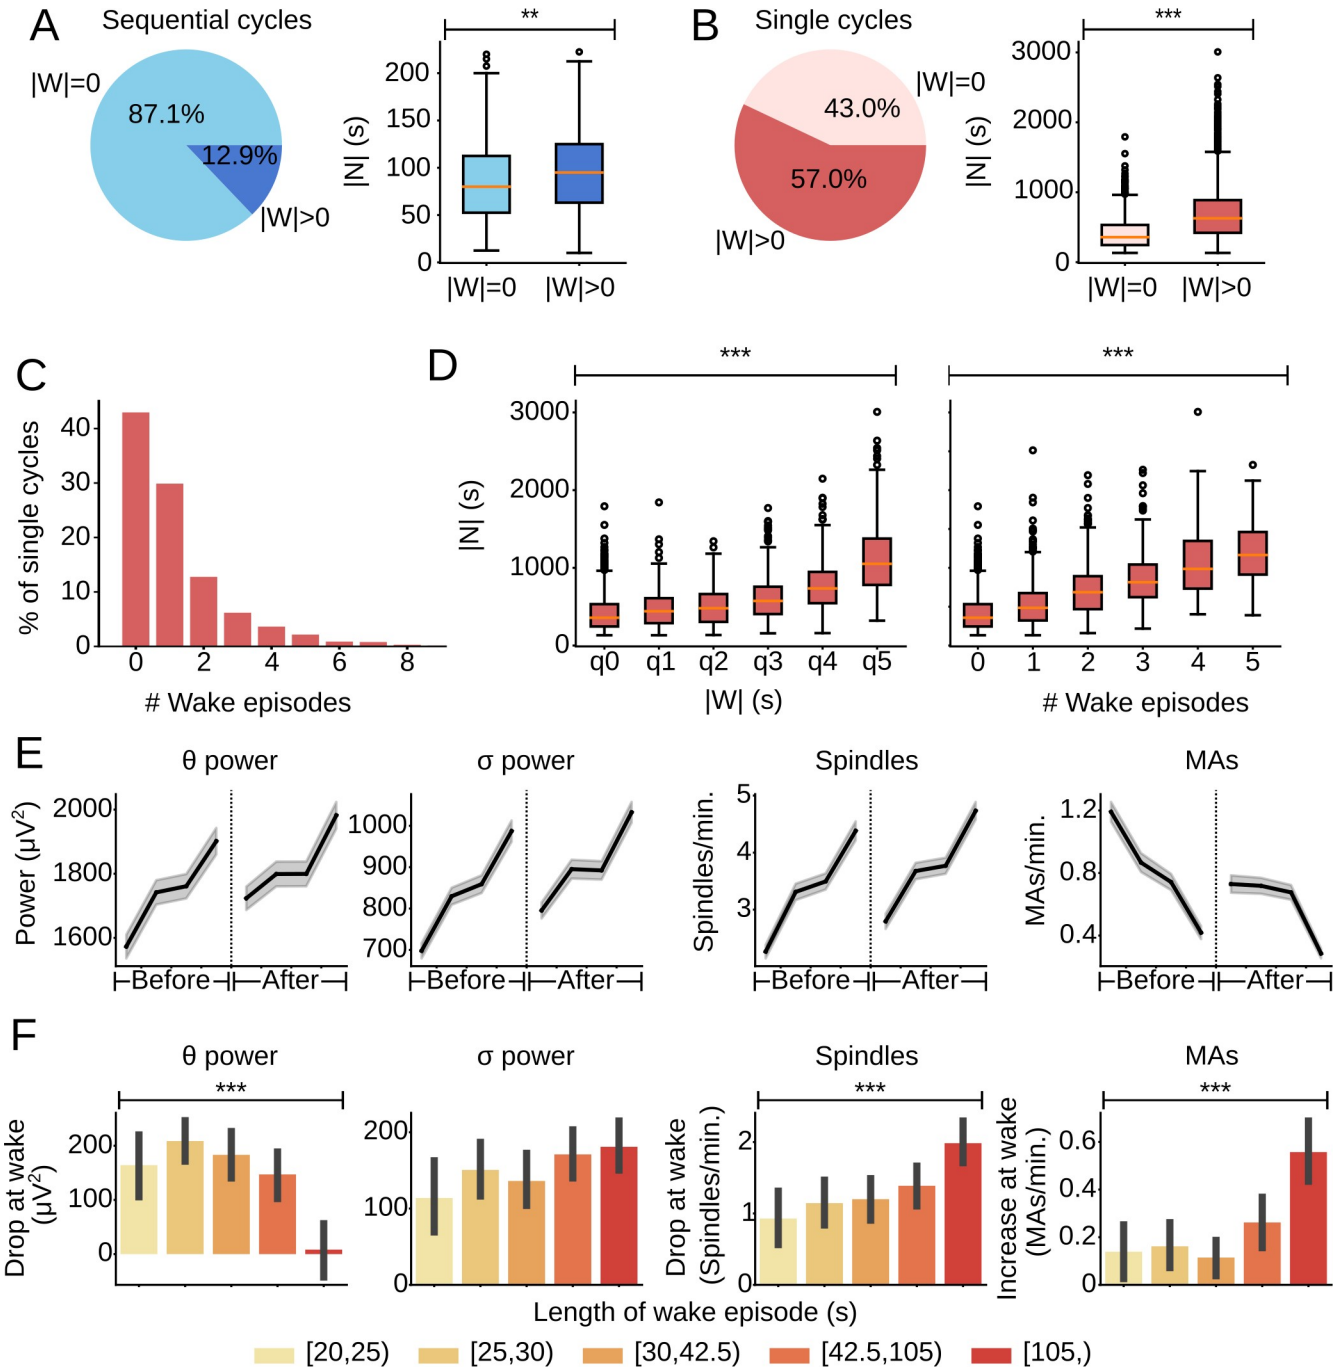 A
Sequential cycles
|W|=0
87.1%
12.9%
|W|>0
**
|N| (s)
200
150
100
50
0
|W|=0
|W|>0
B
Single cycles
|W|=0
43.0%
57.0%
|W|>0
***
|N| (s)
3000
2000
1000
0
|W|=0
|W|>0
C
% of single cycles
40
30
20
10
0
0 2 4 6 8
# Wake episodes
D
***
|N| (s)
3000
2000
1000
0
q0 q1 q2 q3 q4 q5
|W| (s)
***
0 1 2 3 4 5
# Wake episodes
E
θ power
Power (µV²)
2000
1800
1600
Before
After
σ power
1000
900
800
700
Before
After
Spindles
Spindles/min.
5
4
3
Before
After
MAs
MAs/min.
1.2
0.8
0.4
Before
After
F
θ power
***
Drop at wake
(µV²)
200
100
0
σ power
200
100
0
Spindles
***
Drop at wake
(Spindles/min.)
2
1
0
MAs
***
Increase at wake
(MAs/min.)
0.6
0.4
0.2
0
Length of wake episode (s)
[20,25) [25,30) [30,42.5) [42.5,105) [105,)